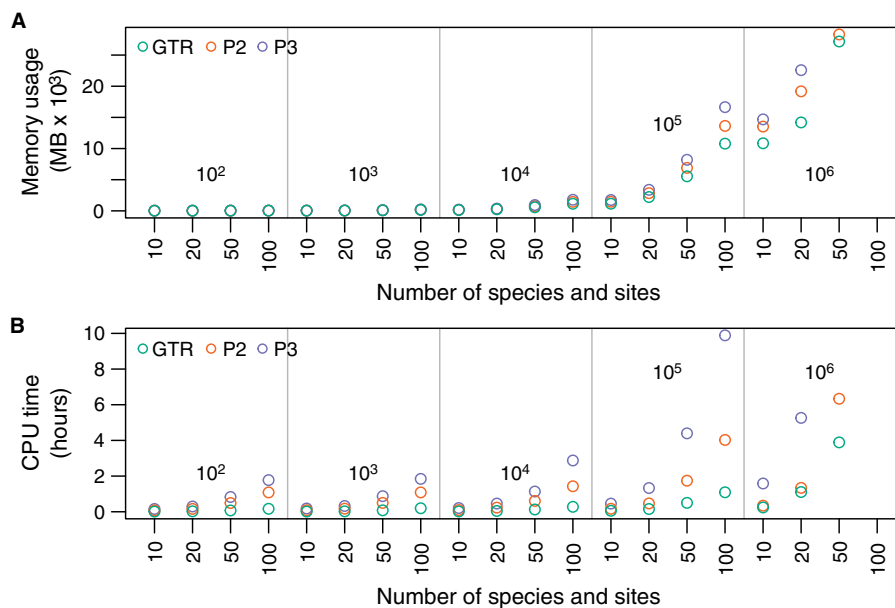 A
GTR P2 P3
Memory usage
(MB x 10³)
20
10
0
10² 10³ 10⁴ 10⁵ 10⁶
10 20 50 100 10 20 50 100 10 20 50 100 10 20 50 100 10 20 50 100
Number of species and sites
B
GTR P2 P3
CPU time
(hours)
10
8
6
4
2
0
10² 10³ 10⁴ 10⁵ 10⁶
10 20 50 100 10 20 50 100 10 20 50 100 10 20 50 100 10 20 50 100
Number of species and sites